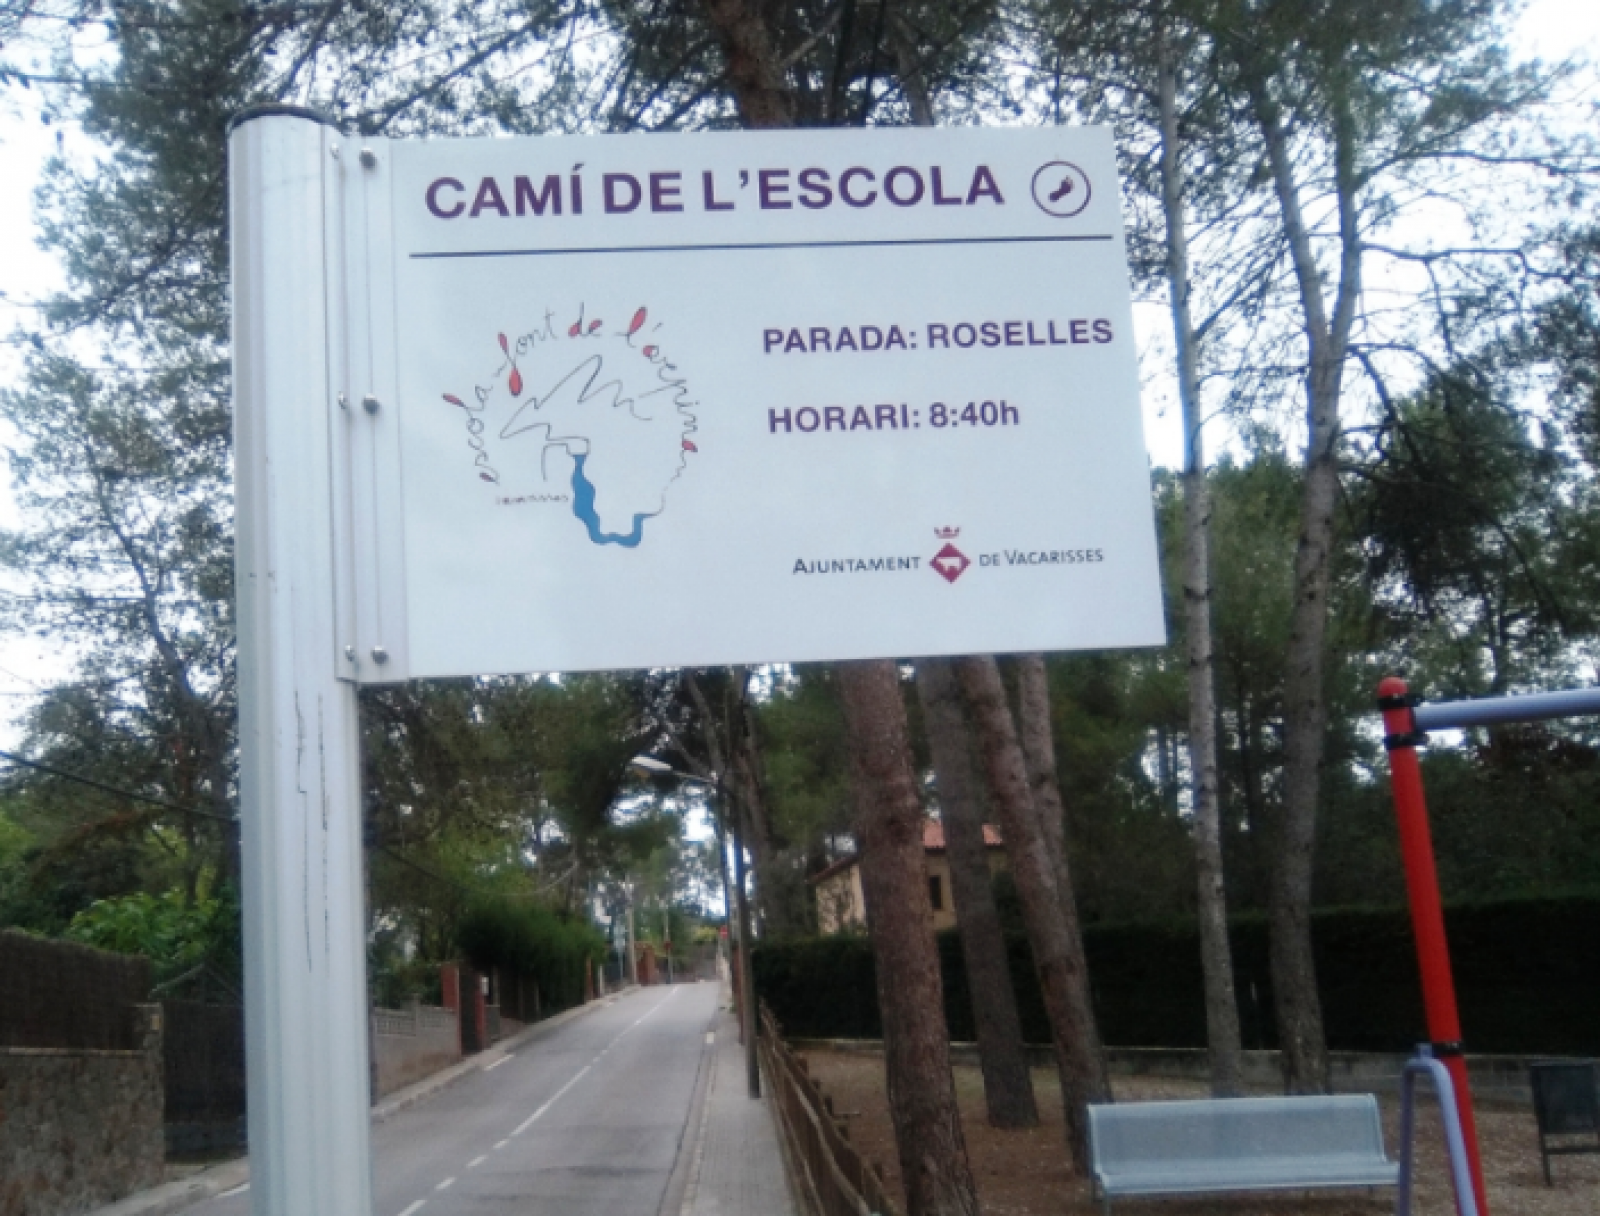 CAMÍ DE L'ESCOLA
escola font de l'orpina
PARADA: ROSELLES
HORARI: 8:40h
AJUNTAMENT DE VACARISSES